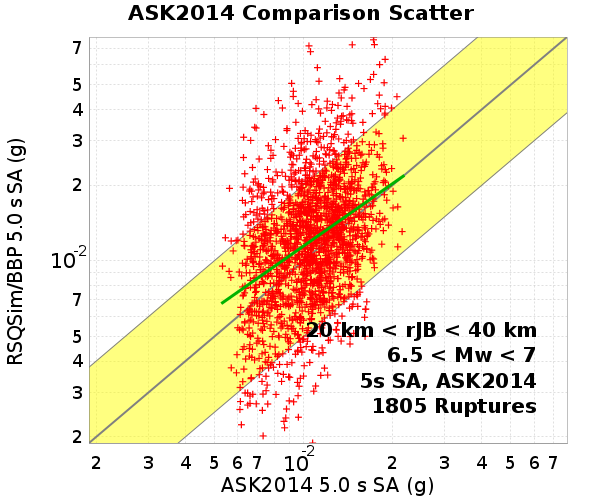 ASK2014 Comparison Scatter
RSQSim/BBP 5.0 s SA (g)
7
5
4
3
2
10-2
7
5
4
3
2
20 km < rJB < 40 km
6.5 < Mw < 7
5s SA, ASK2014
1805 Ruptures
2 3 4 5 6 7 10-2 2 3 4 5 6 7
ASK2014 5.0 s SA (g)